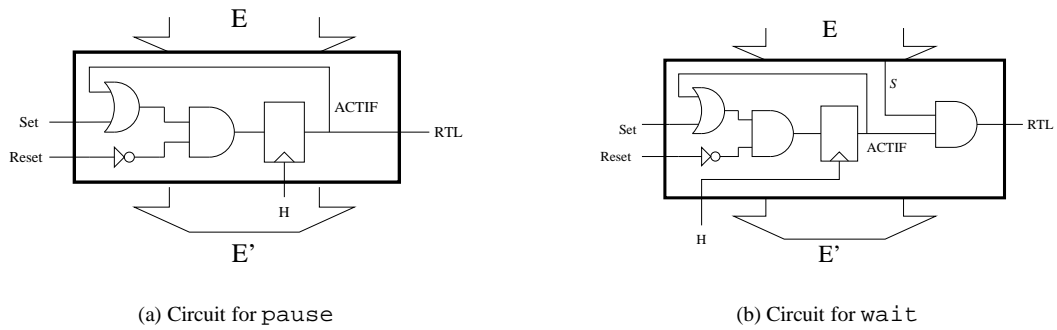 E
ACTIF
Set
RTL
Reset
H
E'
(a) Circuit for pause
E
S
Set
RTL
ACTIF
Reset
H
E'
(b) Circuit for wait